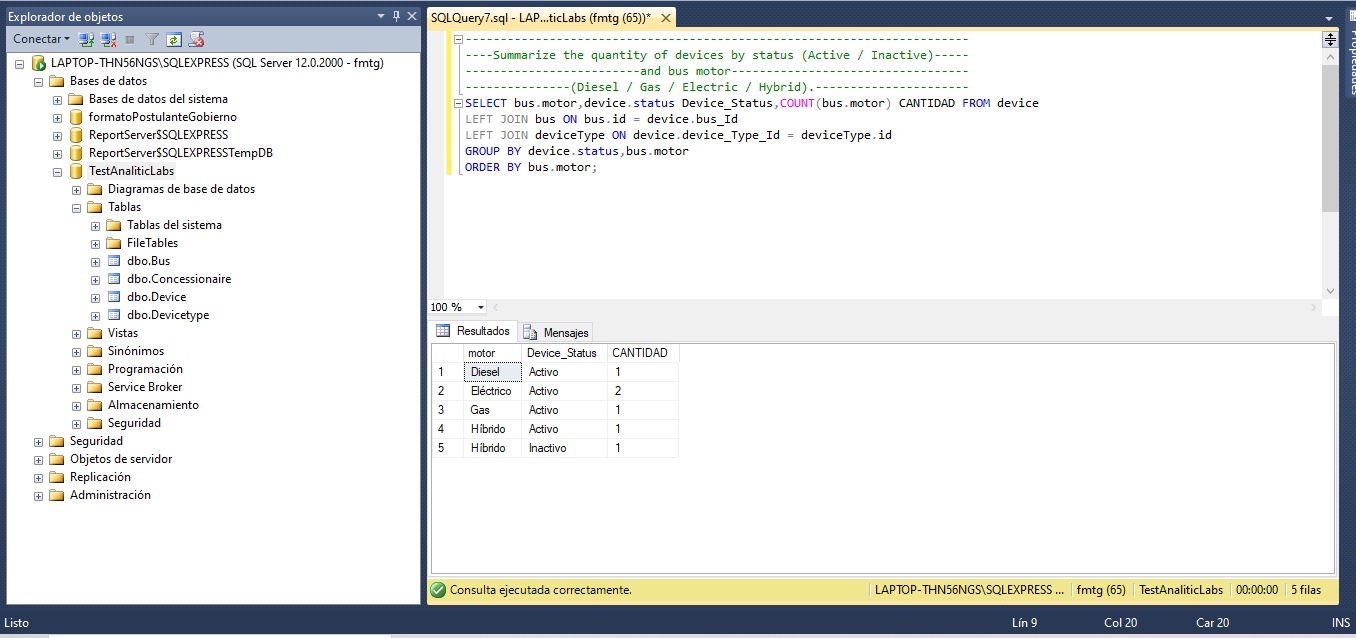 Explorador de objetos
Conectar
LAPTOP-THN56NGS\SQLEXPRESS (SQL Server 12.0.2000 - fmtg)
Bases de datos
Bases de datos del sistema
formatoPostulanteGobierno
ReportServer$SQLEXPRESS
ReportServer$SQLEXPRESSTempDB
TestAnaliticLabs
Diagramas de base de datos
Tablas
Tablas del sistema
FileTables
dbo.Bus
dbo.Concessionaire
dbo.Device
dbo.Devicetype
Vistas
Sinónimos
Programación
Service Broker
Almacenamiento
Seguridad
Seguridad
Objetos de servidor
Replicación
Administración
SQLQuery7.sql - LAP...ticLabs (fmtg (65))*
------------------------------------------------------------------------
----Summarize the quantity of devices by status (Active / Inactive)-----
-------------------------and bus motor----------------------------------
---------------(Diesel / Gas / Electric / Hybrid).----------------------
SELECT bus.motor,device.status Device_Status,COUNT(bus.motor) CANTIDAD FROM device
LEFT JOIN bus ON bus.id = device.bus_Id
LEFT JOIN deviceType ON device.device_Type_Id = deviceType.id
GROUP BY device.status,bus.motor
ORDER BY bus.motor;
100 %
Resultados Mensajes
motor Device_Status CANTIDAD
1 Diesel Activo 1
2 Eléctrico Activo 2
3 Gas Activo 1
4 Híbrido Activo 1
5 Híbrido Inactivo 1
Consulta ejecutada correctamente. LAPTOP-THN56NGS\SQLEXPRESS ... fmtg (65) TestAnaliticLabs 00:00:00 5 filas
Propiedades
Listo Lín 9 Col 20 Car 20 INS